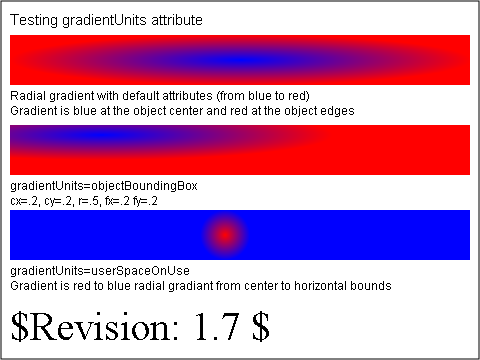 Testing gradientUnits attribute
Radial gradient with default attributes (from blue to red)
Gradient is blue at the object center and red at the object edges
gradientUnits=objectBoundingBox
cx=.2, cy=.2, r=.5, fx=.2 fy=.2
gradientUnits=userSpaceOnUse
Gradient is red to blue radial gradiant from center to horizontal bounds
$Revision: 1.7 $